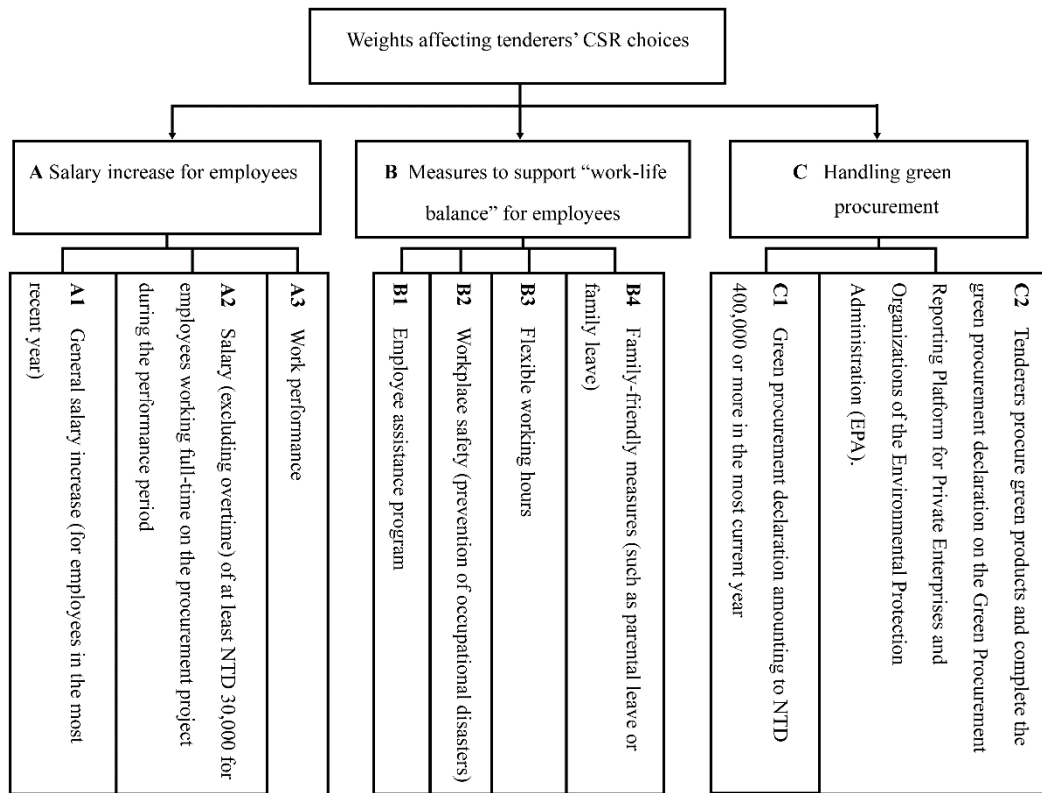 Weights affecting tenderers’ CSR choices
A Salary increase for employees
B Measures to support “work-life
balance” for employees
C Handling green
procurement
A1 General salary increase (for employees in the most
recent year)
A2 Salary (excluding overtime) of at least NTD 30,000 for
employees working full-time on the procurement project
during the performance period
A3 Work performance
B1 Employee assistance program
B2 Workplace safety (prevention of occupational disasters)
B3 Flexible working hours
B4 Family-friendly measures (such as parental leave or
family leave)
C1 Green procurement declaration amounting to NTD
400,000 or more in the most current year
C2 Tenderers procure green products and complete the
green procurement declaration on the Green Procurement
Reporting Platform for Private Enterprises and
Organizations of the Environmental Protection
Administration (EPA).